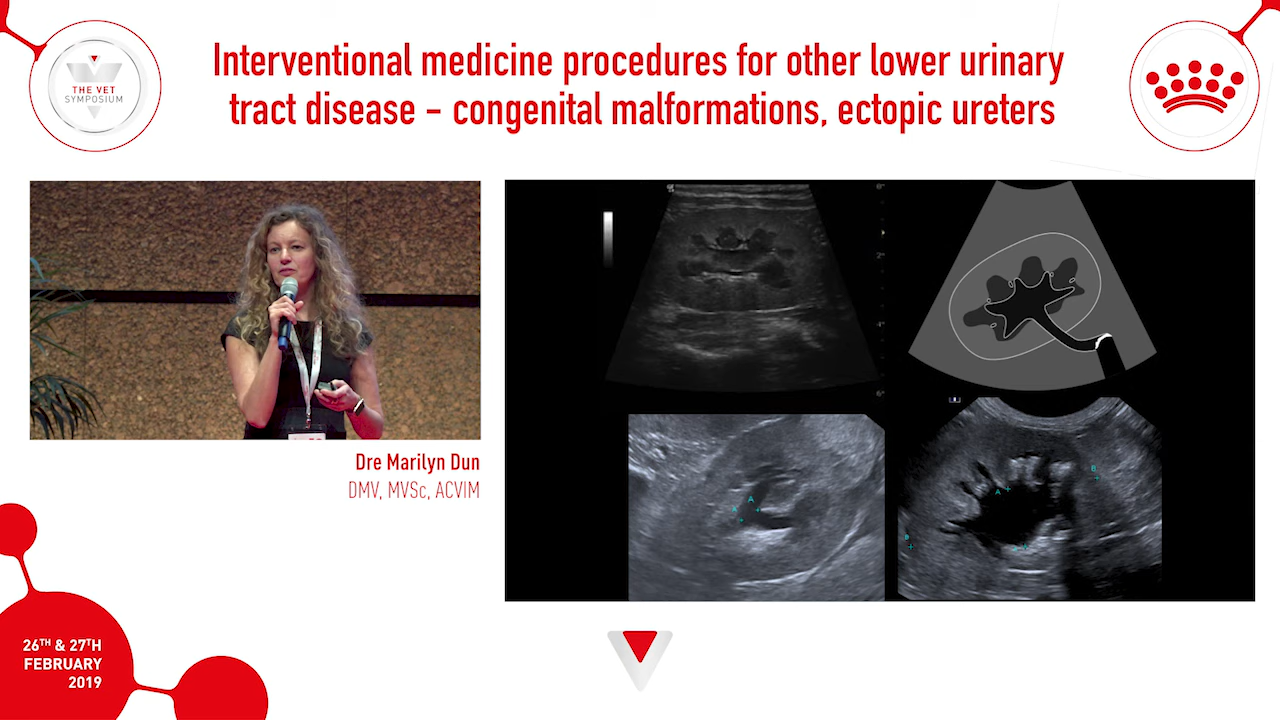 Interventional medicine procedures for other lower urinary
tract disease – congenital malformations, ectopic ureters
THE VET
SYMPOSIUM
Dre Marilyn Dun
DMV, MVSc, ACVIM
A
A
B
26TH & 27TH
FEBRUARY
2019